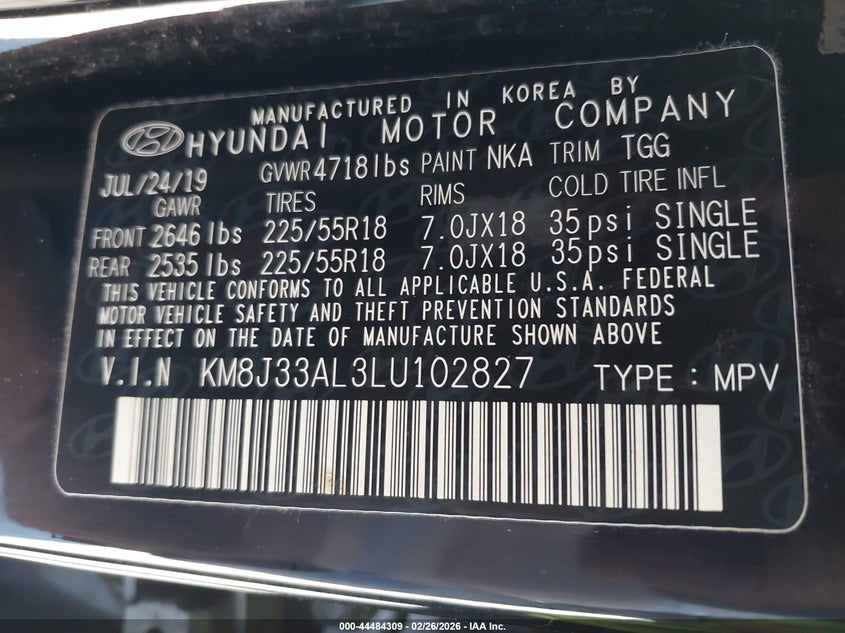 MANUFACTURED IN KOREA BY
HYUNDAI MOTOR COMPANY
JUL/24/19 GVWR 4718lbs PAINT NKA TRIM TGG
GAWR TIRES RIMS COLD TIRE INFL
FRONT 2646 lbs 225/55R18 7.0JX18 35psi SINGLE
REAR 2535 lbs 225/55R18 7.0JX18 35psi SINGLE
THIS VEHICLE CONFORMS TO ALL APPLICABLE U.S.A. FEDERAL
MOTOR VEHICLE SAFETY AND THEFT PREVENTION STANDARDS
IN EFFECT ON THE DATE OF MANUFACTURE SHOWN ABOVE
V.I.N KM8J33AL3LU102827 TYPE : MPV
000-44484309 - 02/26/2026 - IAA Inc.